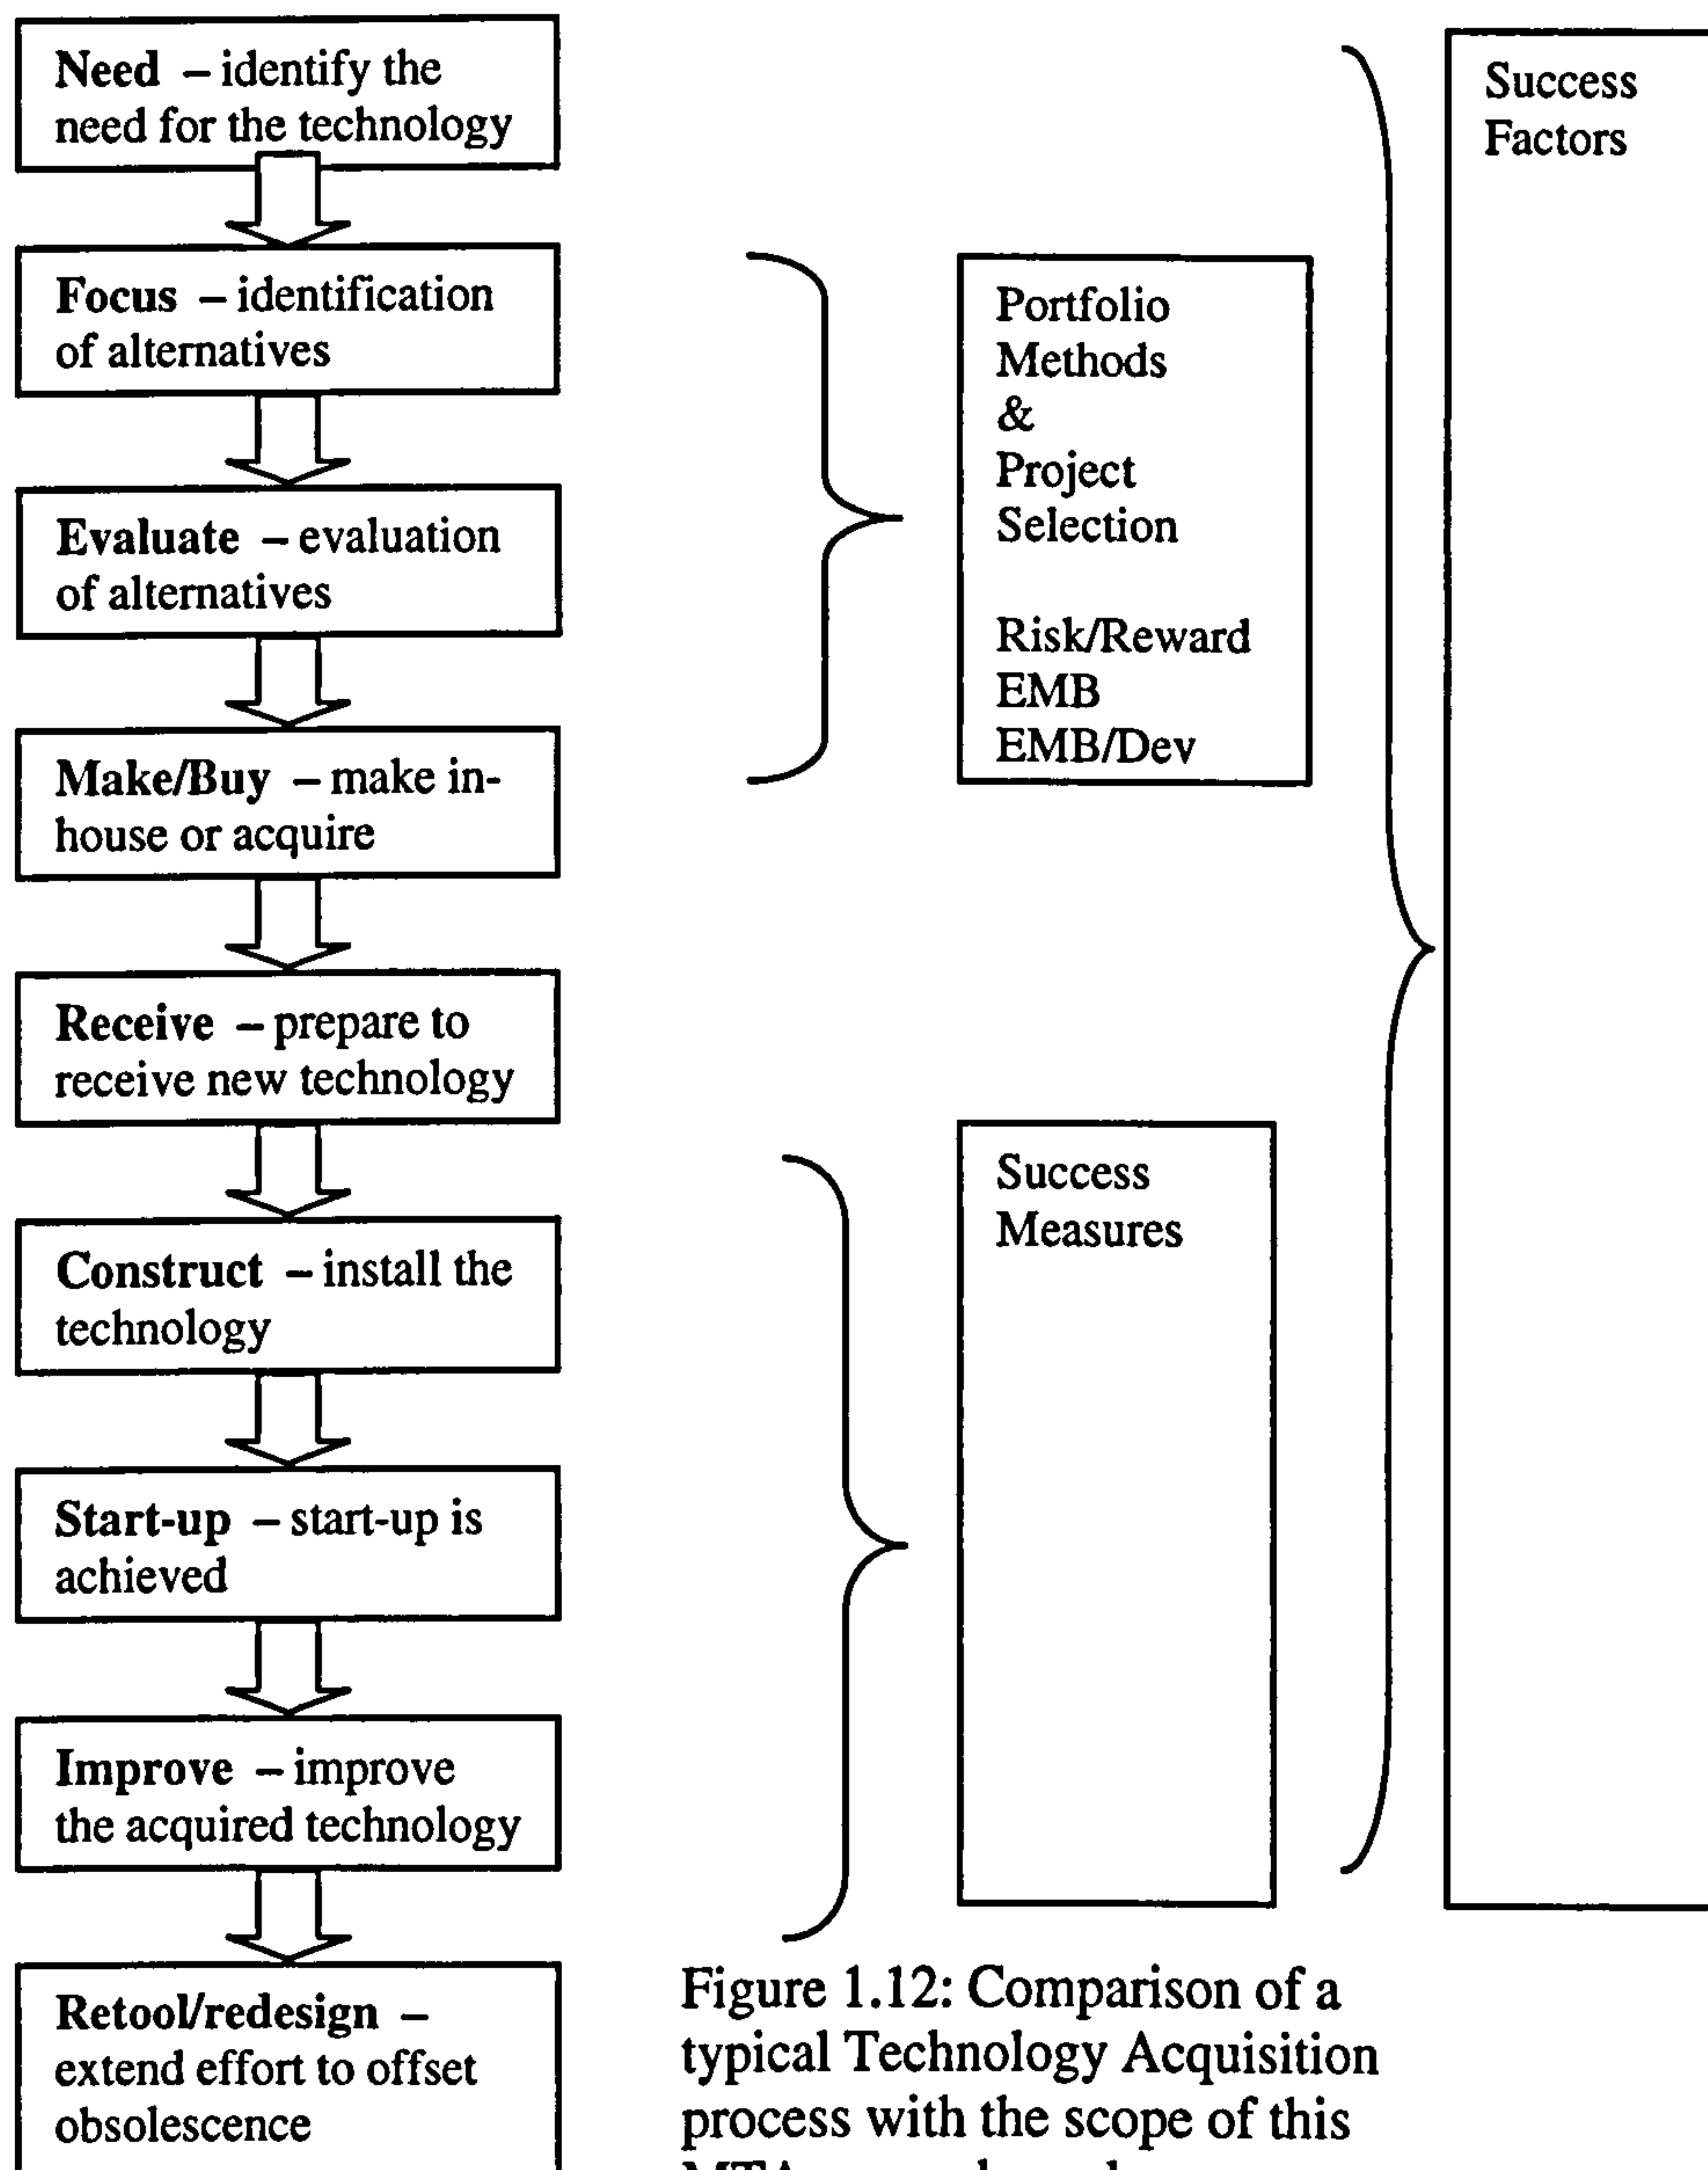 Need – identify the
need for the technology
Focus – identification
of alternatives
Evaluate – evaluation
of alternatives
Make/Buy – make in-
house or acquire
Receive – prepare to
receive new technology
Construct – install the
technology
Start-up – start-up is
achieved
Improve – improve
the acquired technology
Retool/redesign –
extend effort to offset
obsolescence
Portfolio
Methods
&
Project
Selection
Risk/Reward
EMB
EMB/Dev
Success
Measures
Success
Factors
Figure 1.12: Comparison of a
typical Technology Acquisition
process with the scope of this